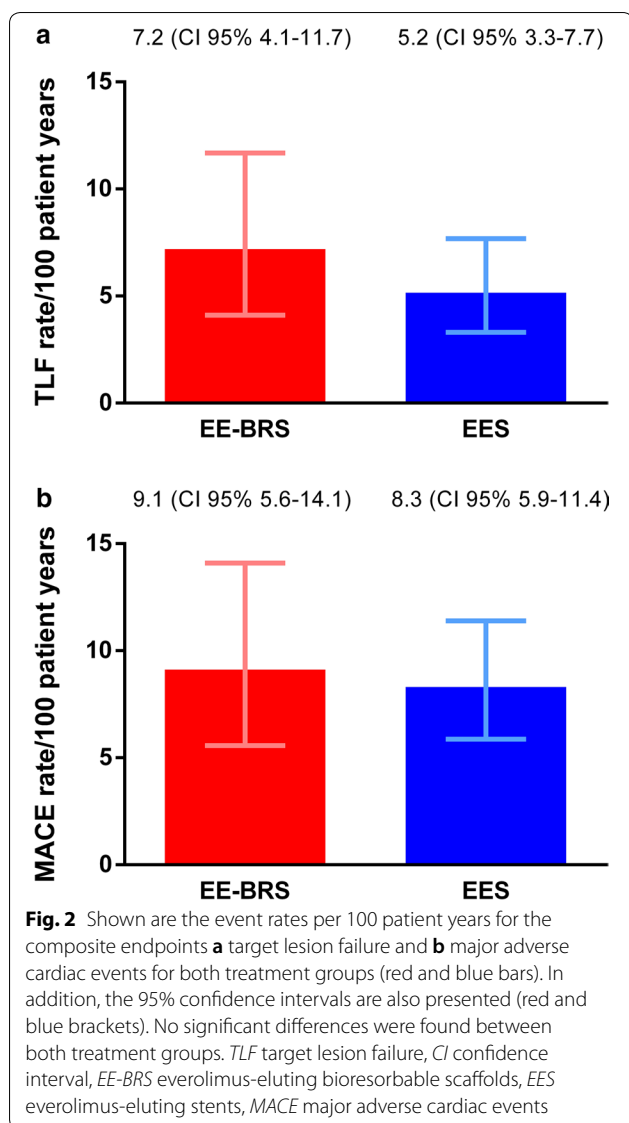 a
7.2 (CI 95% 4.1-11.7) 5.2 (CI 95% 3.3-7.7)
TLF rate/100 patient years
15
10
5
0
EE-BRS EES
b
9.1 (CI 95% 5.6-14.1) 8.3 (CI 95% 5.9-11.4)
MACE rate/100 patient years
15
10
5
0
EE-BRS EES
Fig. 2 Shown are the event rates per 100 patient years for the
composite endpoints a target lesion failure and b major adverse
cardiac events for both treatment groups (red and blue bars). In
addition, the 95% confidence intervals are also presented (red and
blue brackets). No significant differences were found between
both treatment groups. TLF target lesion failure, CI confidence
interval, EE-BRS everolimus-eluting bioresorbable scaffolds, EES
everolimus-eluting stents, MACE major adverse cardiac events